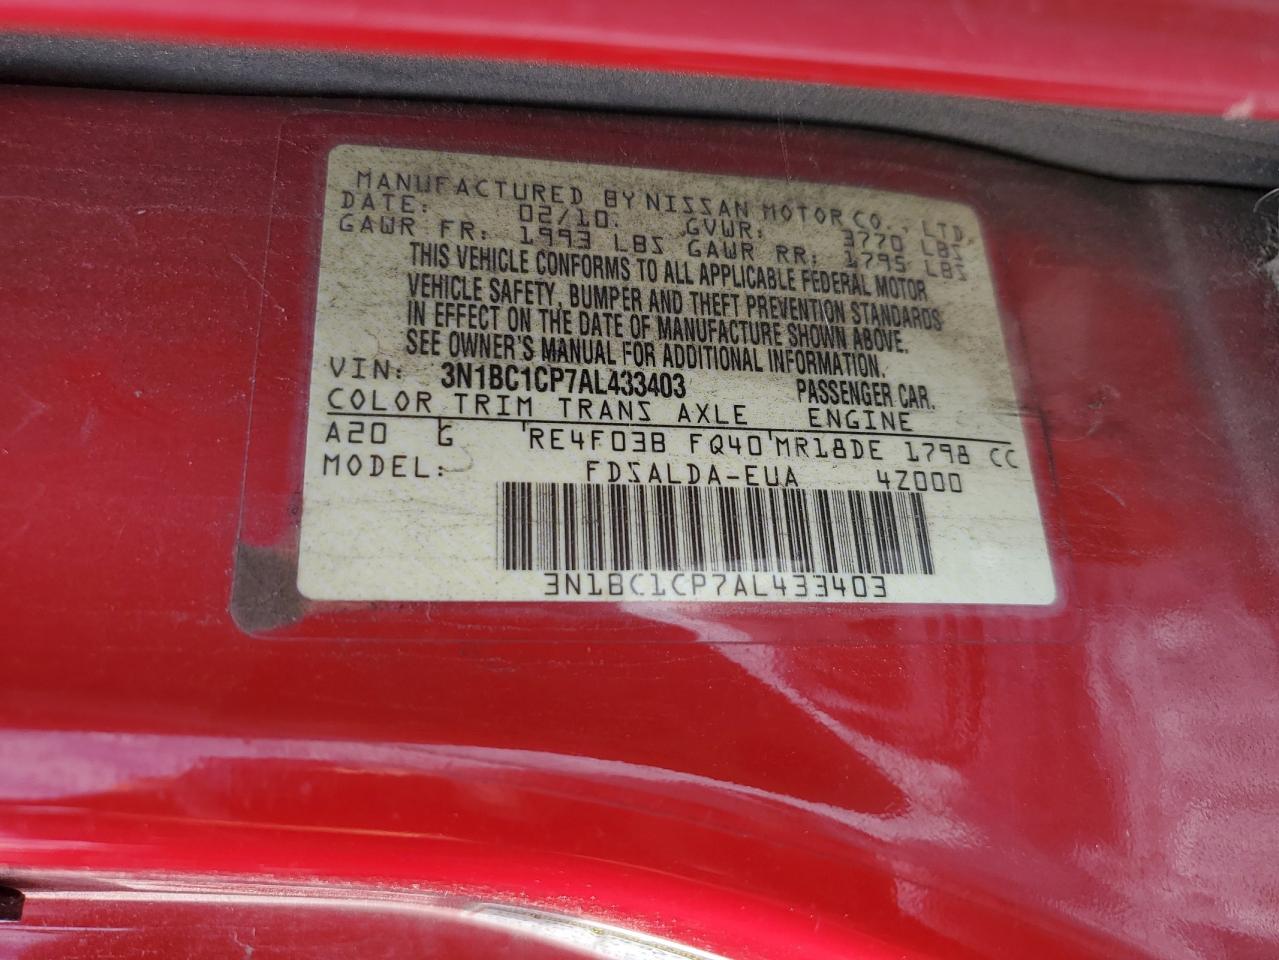 MANUFACTURED BY NISSAN MOTOR CO., LTD.
DATE: 02/10. GVWR: 3770 LBS
GAWR FR: 1993 LBS GAWR RR: 1795 LBS
THIS VEHICLE CONFORMS TO ALL APPLICABLE FEDERAL MOTOR
VEHICLE SAFETY, BUMPER AND THEFT PREVENTION STANDARDS
IN EFFECT ON THE DATE OF MANUFACTURE SHOWN ABOVE.
SEE OWNER'S MANUAL FOR ADDITIONAL INFORMATION.
VIN: 3N1BC1CP7AL433403 PASSENGER CAR.
COLOR TRIM TRANS AXLE ENGINE
A20 G RE4F03B FQ40 MR18DE 1798 CC
MODEL: FDSALDA-EUA 4Z000
3N1BC1CP7AL433403